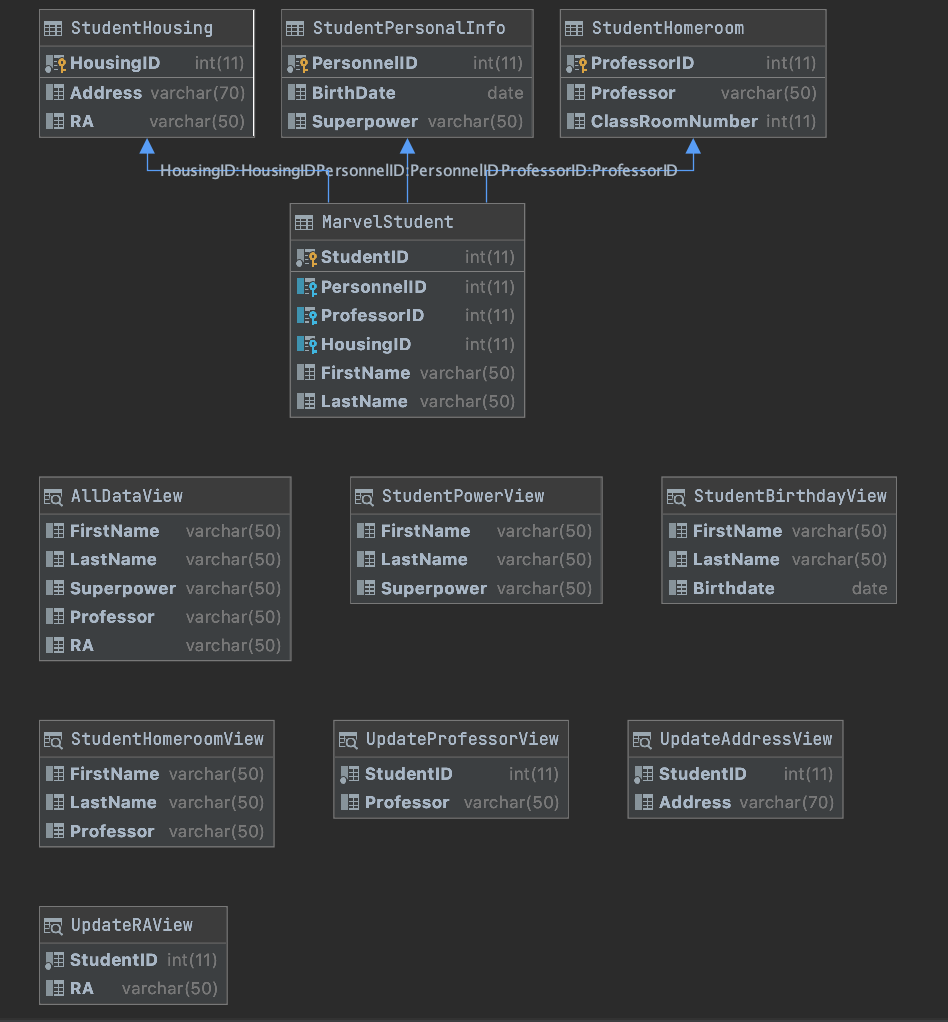 StudentHousing
HousingID int(11)
Address varchar(70)
RA varchar(50)
StudentPersonalInfo
PersonnelID int(11)
BirthDate date
Superpower varchar(50)
StudentHomeroom
ProfessorID int(11)
Professor varchar(50)
ClassRoomNumber int(11)
HousingID:HousingID
PersonnelID:PersonnelID
ProfessorID:ProfessorID
MarvelStudent
StudentID int(11)
PersonnelID int(11)
ProfessorID int(11)
HousingID int(11)
FirstName varchar(50)
LastName varchar(50)
AllDataView
FirstName varchar(50)
LastName varchar(50)
Superpower varchar(50)
Professor varchar(50)
RA varchar(50)
StudentPowerView
FirstName varchar(50)
LastName varchar(50)
Superpower varchar(50)
StudentBirthdayView
FirstName varchar(50)
LastName varchar(50)
Birthdate date
StudentHomeroomView
FirstName varchar(50)
LastName varchar(50)
Professor varchar(50)
UpdateProfessorView
StudentID int(11)
Professor varchar(50)
UpdateAddressView
StudentID int(11)
Address varchar(70)
UpdateRAView
StudentID int(11)
RA varchar(50)